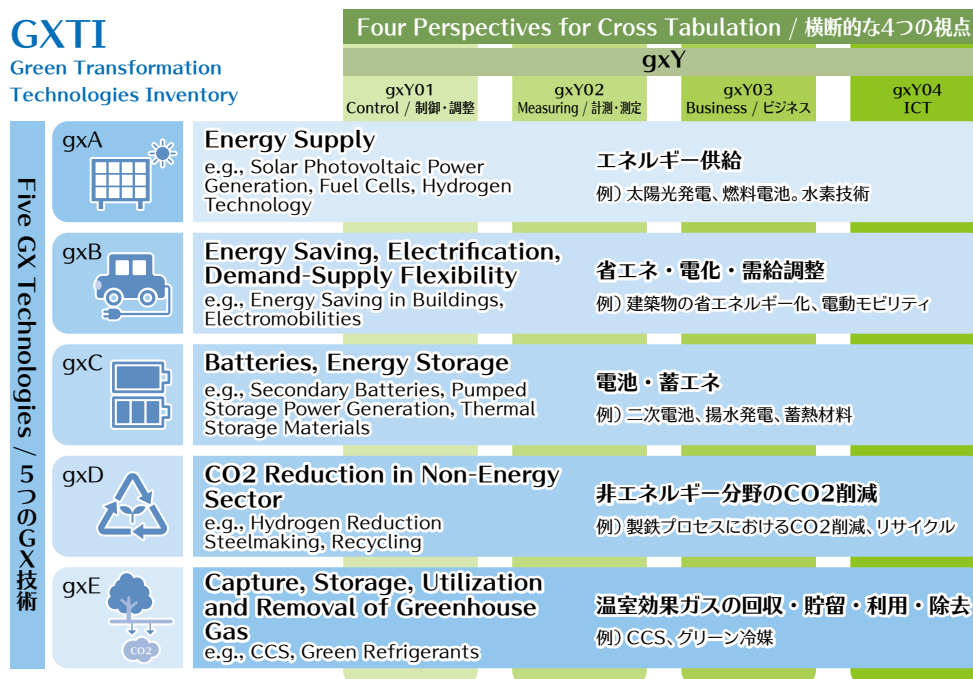 GXTI
Green Transformation
Technologies Inventory
Four Perspectives for Cross Tabulation / 横断的な4つの視点
gxY
gxY01
Control / 制御・調整
gxY02
Measuring / 計測・測定
gxY03
Business / ビジネス
gxY04
ICT
Five GX Technologies / 5つのGX技術
gxA
Energy Supply
e.g., Solar Photovoltaic Power
Generation, Fuel Cells, Hydrogen
Technology
エネルギー供給
例）太陽光発電、燃料電池。水素技術
gxB
Energy Saving, Electrification,
Demand-Supply Flexibility
e.g., Energy Saving in Buildings,
Electromobilities
省エネ・電化・需給調整
例）建築物の省エネルギー化、電動モビリティ
gxC
Batteries, Energy Storage
e.g., Secondary Batteries, Pumped
Storage Power Generation, Thermal
Storage Materials
電池・蓄エネ
例）二次電池、揚水発電、蓄熱材料
gxD
CO2 Reduction in Non-Energy
Sector
e.g., Hydrogen Reduction
Steelmaking, Recycling
非エネルギー分野のCO2削減
例）製鉄プロセスにおけるCO2削減、リサイクル
gxE
CO2
Capture, Storage, Utilization
and Removal of Greenhouse
Gas
e.g., CCS, Green Refrigerants
温室効果ガスの回収・貯留・利用・除去
例）CCS、グリーン冷媒